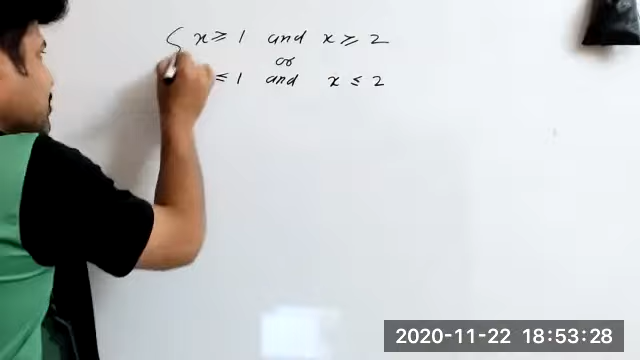 { x ≥ 1 and x ≥ 2
or
≤ 1 and x ≤ 2
2020-11-22 18:53:28